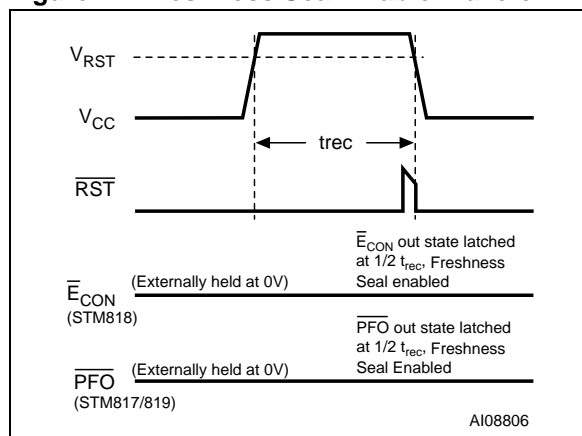 VRST
VCC
trec
RST
ECON out state latched
at 1/2 trec, Freshness
Seal enabled
(Externally held at 0V)
ECON
(STM818)
PFO out state latched
at 1/2 trec, Freshness
Seal Enabled
(Externally held at 0V)
PFO
(STM817/819)
AI08806